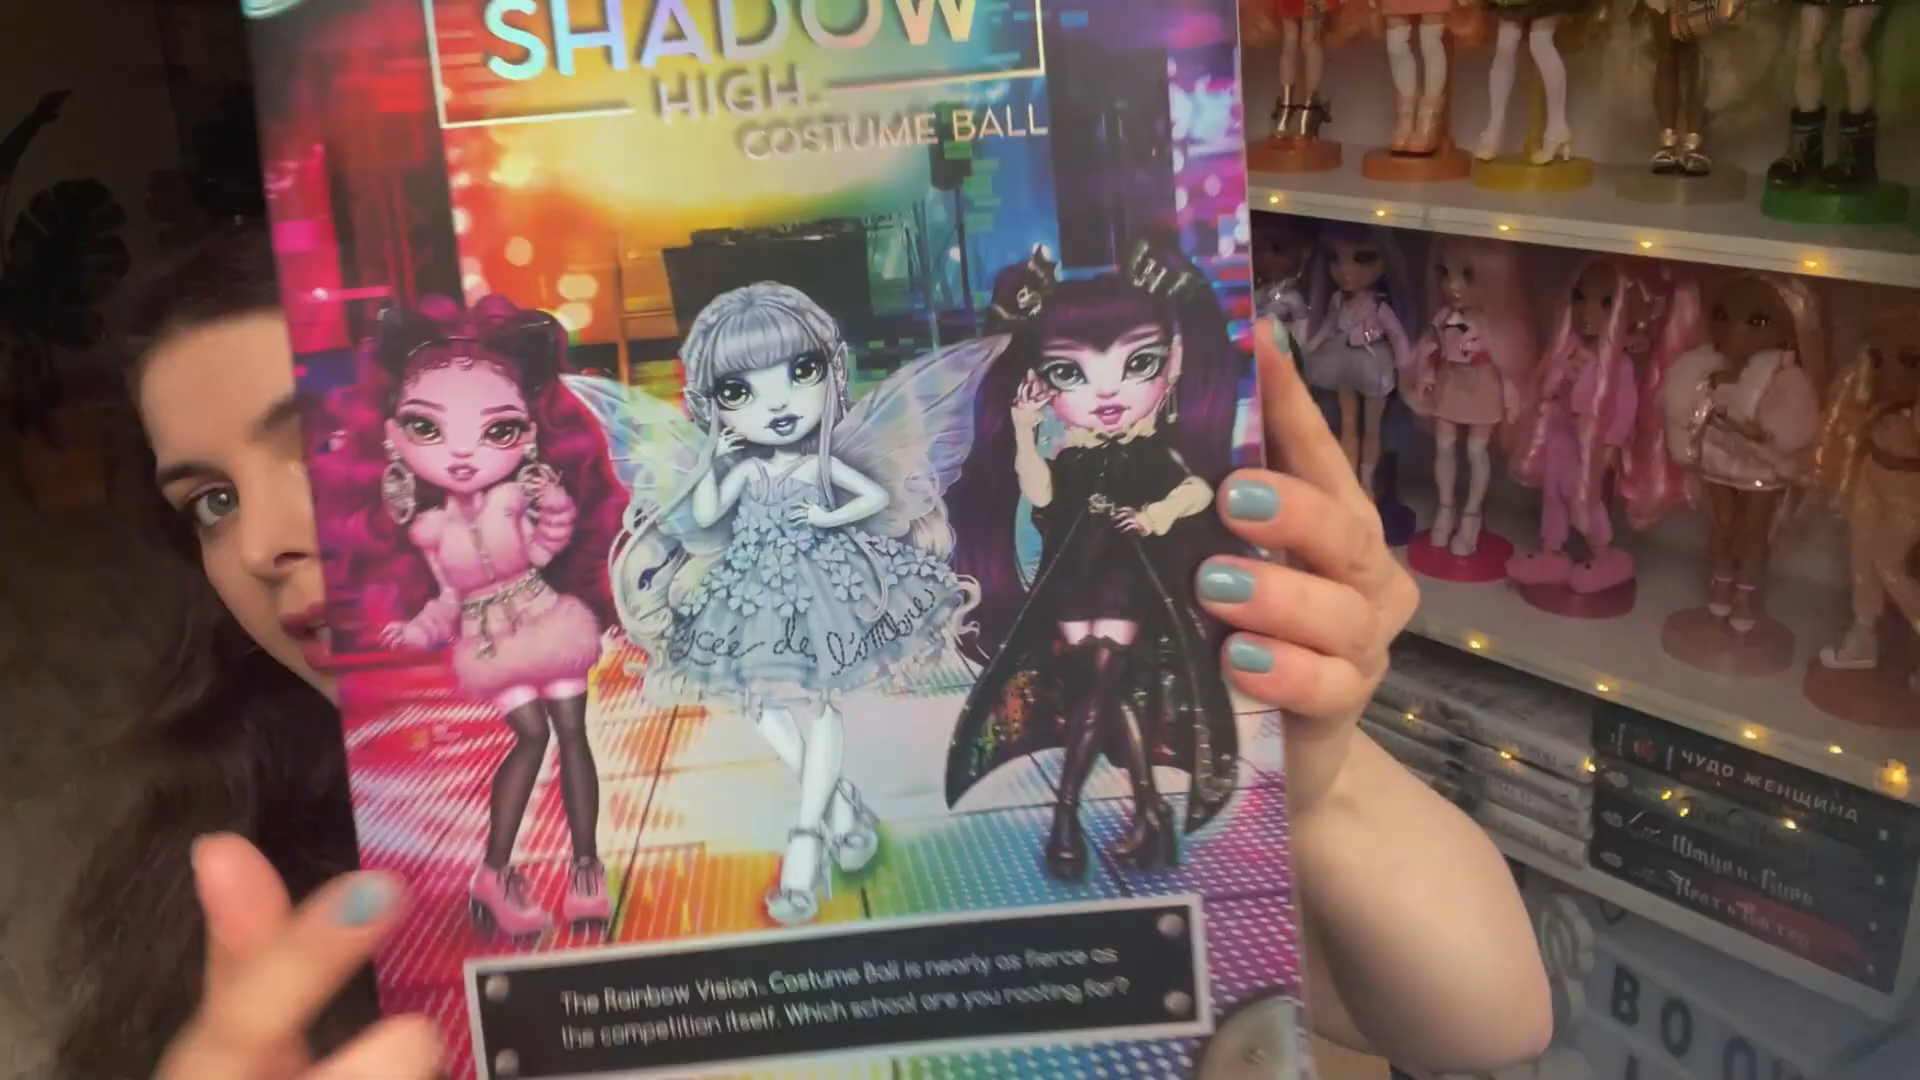 SHADOW
HIGH
COSTUME BALL
Lycée de l'ombre
The Rainbow Vision Costume Ball is nearly as fierce as
the competition itself. Which school are you rooting for?
ЧУДО ЖЕНЩИНА
BOO